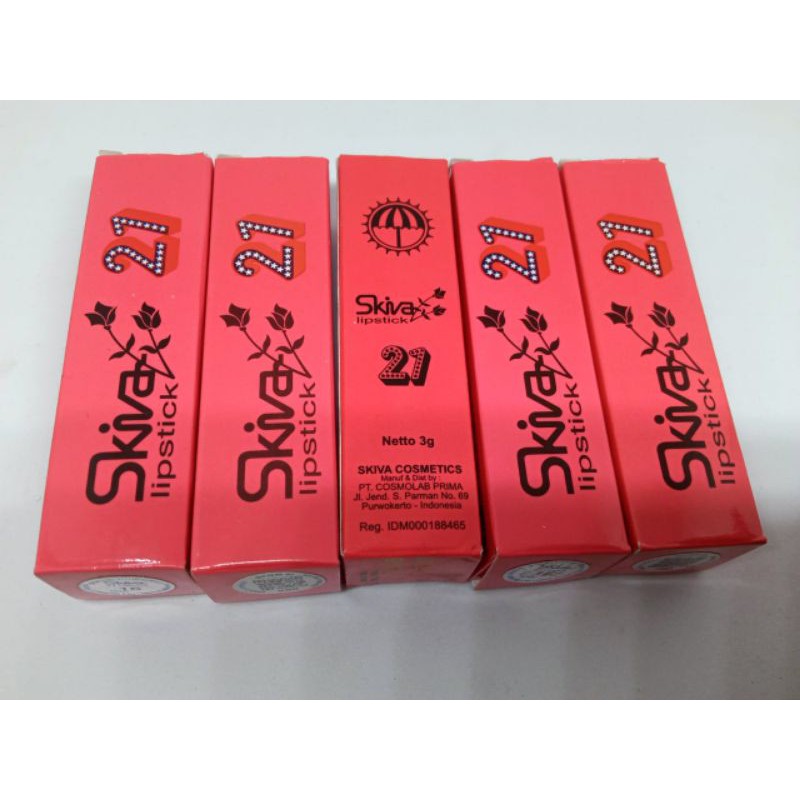 21
Skiva
lipstick
21
Skiva
lipstick
Skiva
lipstick
21
Netto 3g
SKIVA COSMETICS
Manuf & Dist by :
PT. COSMOLAB PRIMA
Jl. Jend. S. Parman No. 69
Purwokerto - Indonesia
Reg. IDM000188465
21
Skiva
lipstick
21
Skiva
lipstick
16